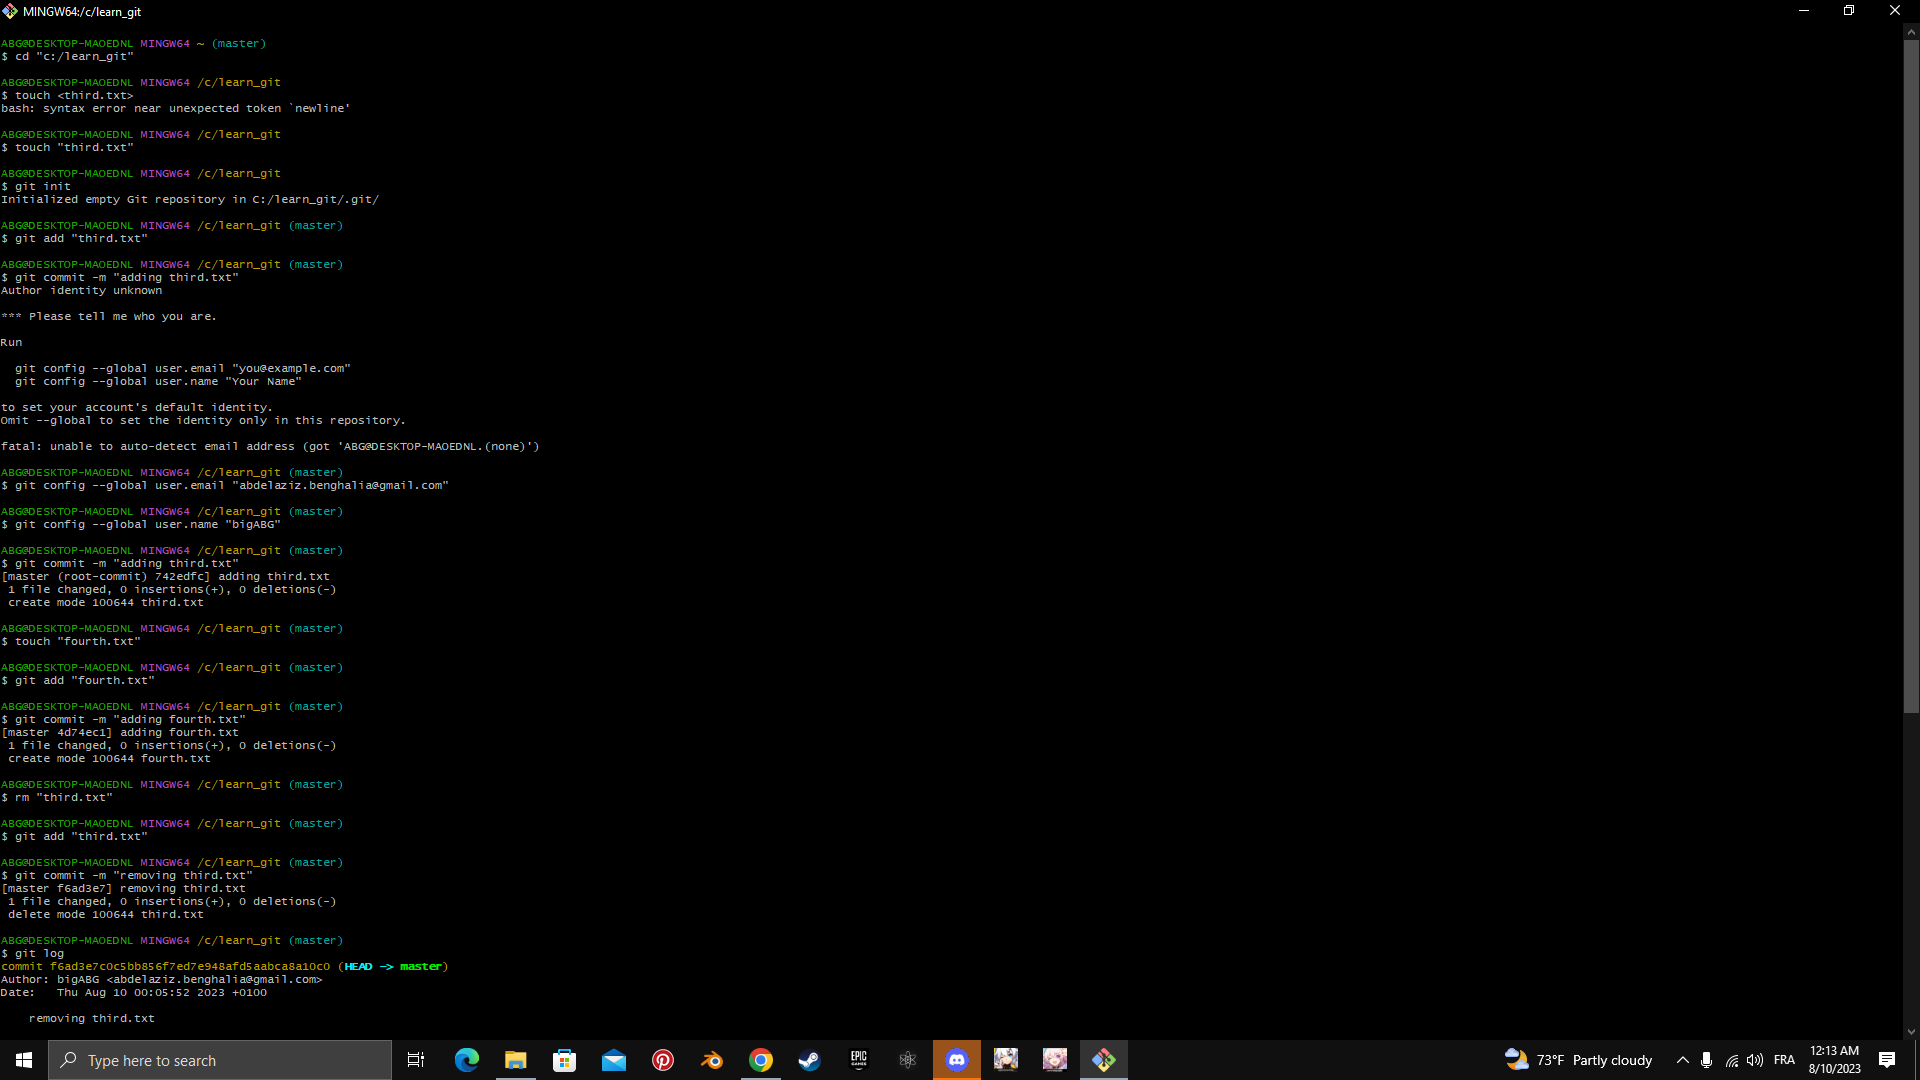 MINGW64:/c/learn_git
ABG@DESKTOP-MAOEDNL MINGW64 ~ (master)
$ cd "c:/learn_git"
ABG@DESKTOP-MAOEDNL MINGW64 /c/learn_git
$ touch <third.txt>
bash: syntax error near unexpected token `newline'
ABG@DESKTOP-MAOEDNL MINGW64 /c/learn_git
$ touch "third.txt"
ABG@DESKTOP-MAOEDNL MINGW64 /c/learn_git
$ git init
Initialized empty Git repository in C:/learn_git/.git/
ABG@DESKTOP-MAOEDNL MINGW64 /c/learn_git (master)
$ git add "third.txt"
ABG@DESKTOP-MAOEDNL MINGW64 /c/learn_git (master)
$ git commit -m "adding third.txt"
Author identity unknown
*** Please tell me who you are.
Run
git config --global user.email "you@example.com"
git config --global user.name "Your Name"
to set your account's default identity.
Omit --global to set the identity only in this repository.
fatal: unable to auto-detect email address (got 'ABG@DESKTOP-MAOEDNL.(none)')
ABG@DESKTOP-MAOEDNL MINGW64 /c/learn_git (master)
$ git config --global user.email "abdelaziz.benghalia@gmail.com"
ABG@DESKTOP-MAOEDNL MINGW64 /c/learn_git (master)
$ git config --global user.name "bigABG"
ABG@DESKTOP-MAOEDNL MINGW64 /c/learn_git (master)
$ git commit -m "adding third.txt"
[master (root-commit) 742edfc] adding third.txt
1 file changed, 0 insertions(+), 0 deletions(-)
create mode 100644 third.txt
ABG@DESKTOP-MAOEDNL MINGW64 /c/learn_git (master)
$ touch "fourth.txt"
ABG@DESKTOP-MAOEDNL MINGW64 /c/learn_git (master)
$ git add "fourth.txt"
ABG@DESKTOP-MAOEDNL MINGW64 /c/learn_git (master)
$ git commit -m "adding fourth.txt"
[master 4d74ec1] adding fourth.txt
1 file changed, 0 insertions(+), 0 deletions(-)
create mode 100644 fourth.txt
ABG@DESKTOP-MAOEDNL MINGW64 /c/learn_git (master)
$ rm "third.txt"
ABG@DESKTOP-MAOEDNL MINGW64 /c/learn_git (master)
$ git add "third.txt"
ABG@DESKTOP-MAOEDNL MINGW64 /c/learn_git (master)
$ git commit -m "removing third.txt"
[master f6ad3e7] removing third.txt
1 file changed, 0 insertions(+), 0 deletions(-)
delete mode 100644 third.txt
ABG@DESKTOP-MAOEDNL MINGW64 /c/learn_git (master)
$ git log
commit f6ad3e7c0c5bb856f7ed7e948afd5aabca8a10c0 (HEAD -> master)
Author: bigABG <abdelaziz.benghalia@gmail.com>
Date:   Thu Aug 10 00:05:52 2023 +0100
removing third.txt
Type here to search
EPIC GAMES
73°F Partly cloudy
FRA
12:13 AM
8/10/2023